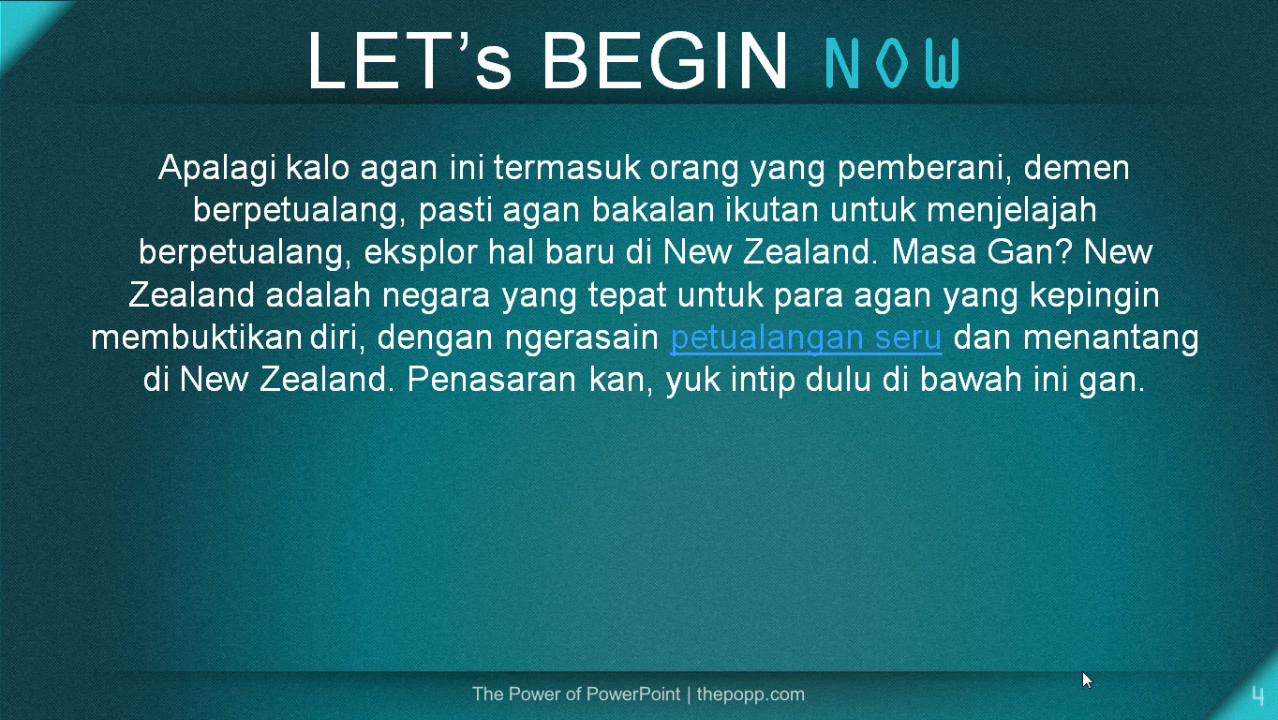 LET’s BEGIN NOW
Apalagi kalo agan ini termasuk orang yang pemberani, demen
berpetualang, pasti agan bakalan ikutan untuk menjelajah
berpetualang, eksplor hal baru di New Zealand. Masa Gan? New
Zealand adalah negara yang tepat untuk para agan yang kepingin
membuktikan diri, dengan ngerasain petualangan seru dan menantang
di New Zealand. Penasaran kan, yuk intip dulu di bawah ini gan.
The Power of PowerPoint | thepopp.com
4